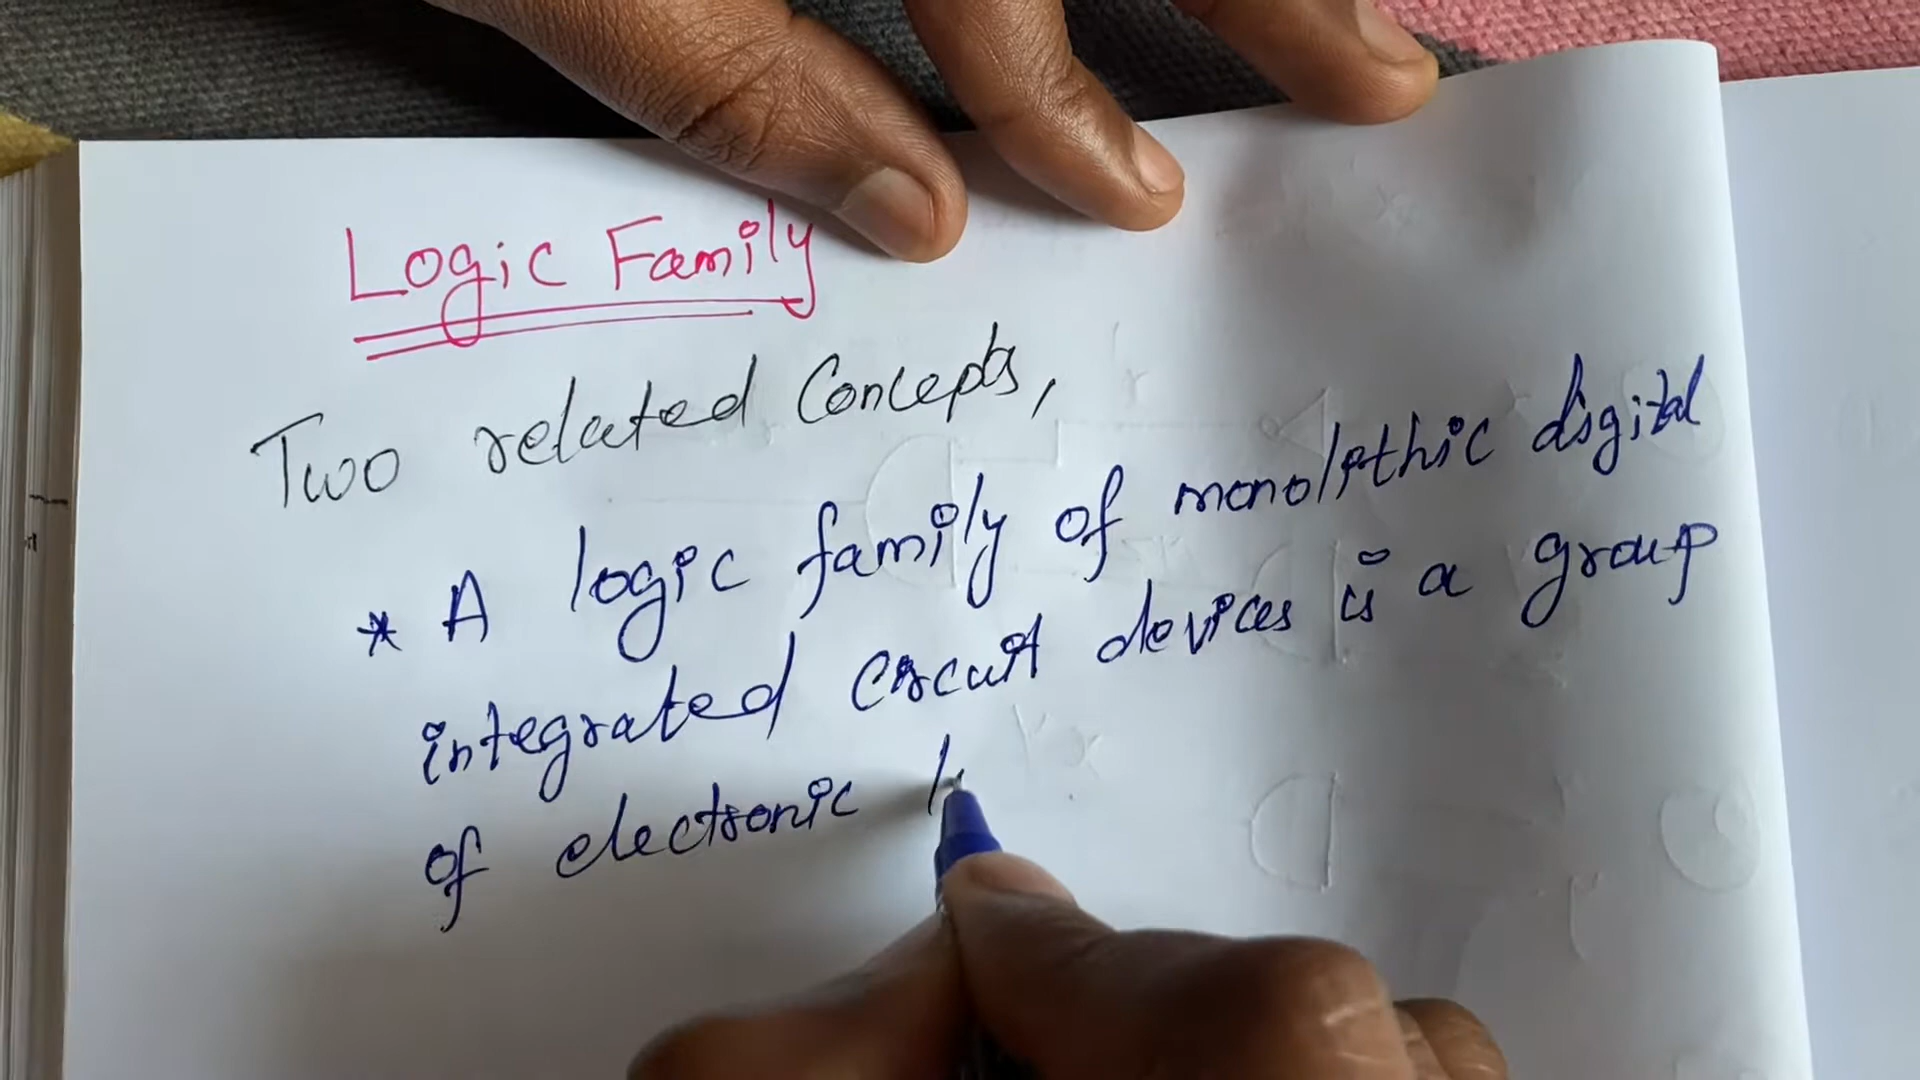 Logic Family
Two related Concepts,
* A logic family of monolithic digital
integrated circuit devices is a group
of electronic l